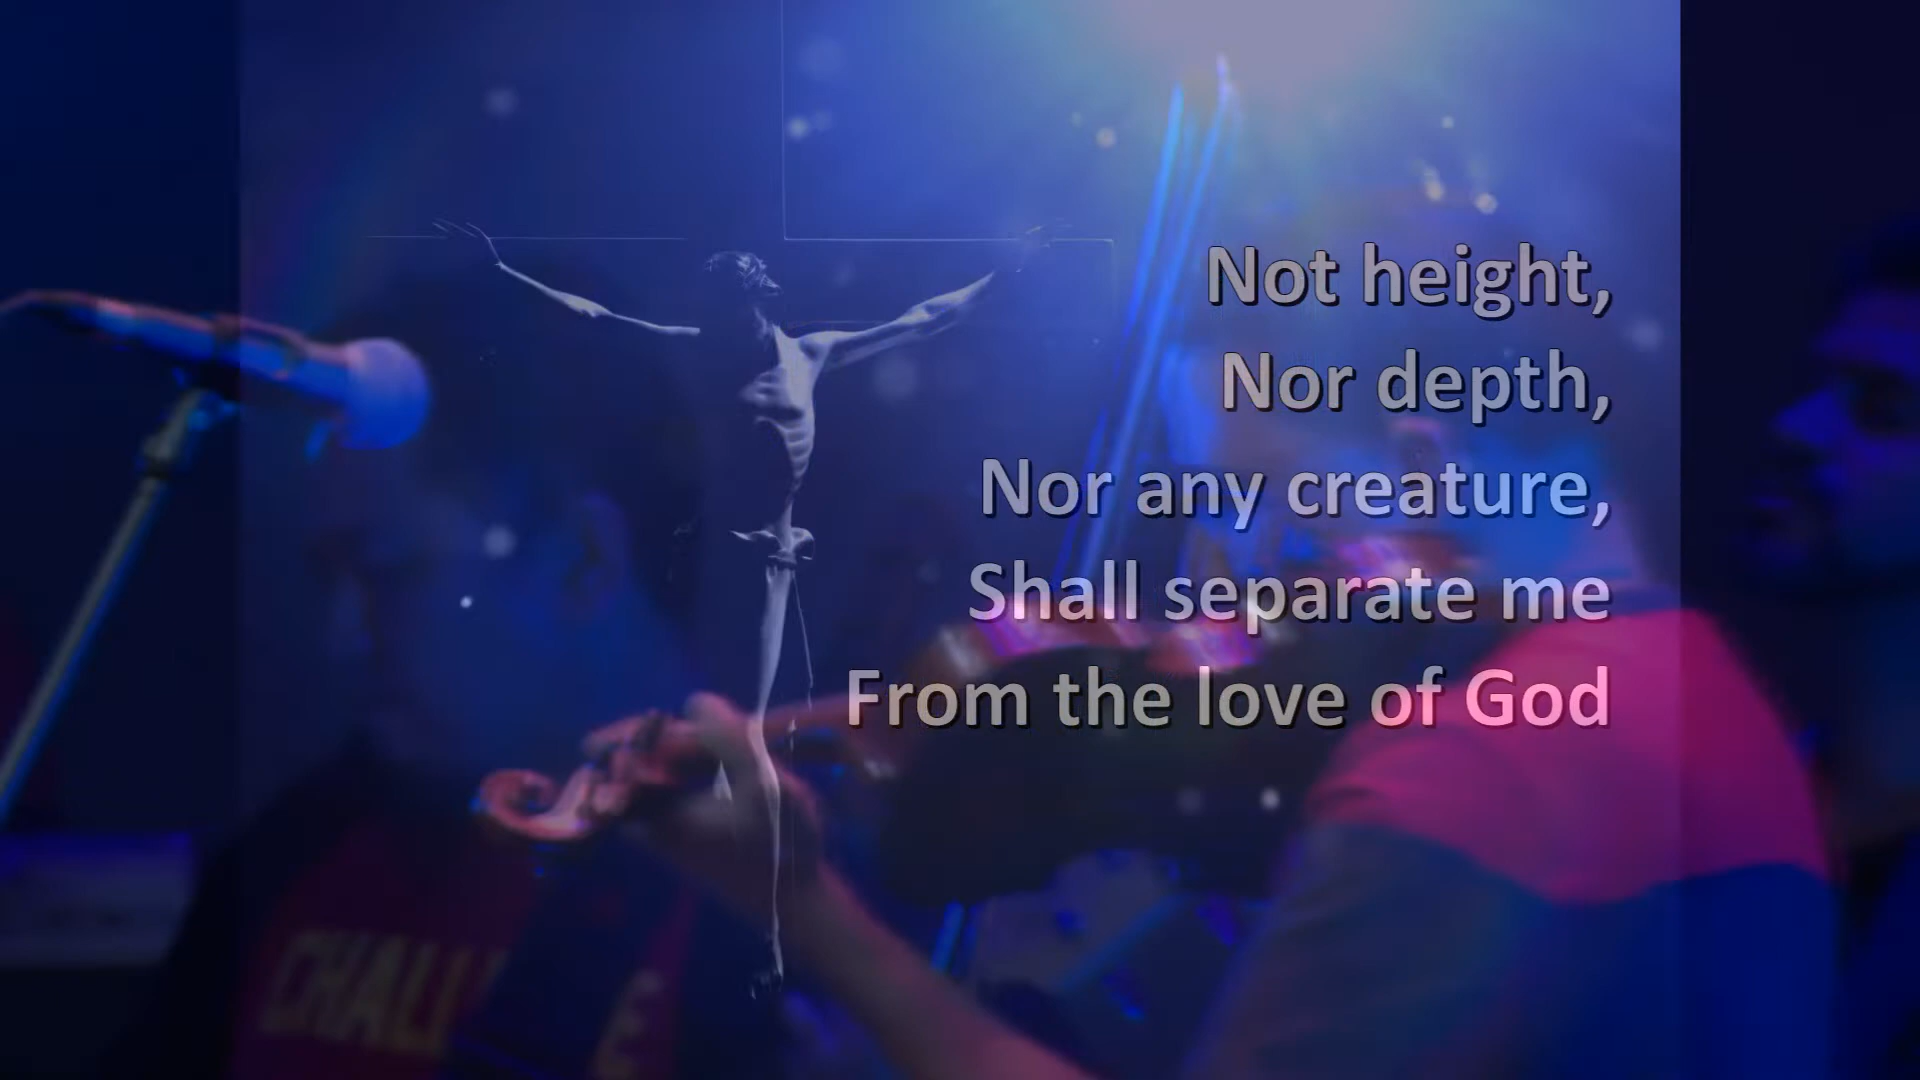 Not height,
Nor depth,
Nor any creature,
Shall separate me
From the love of God